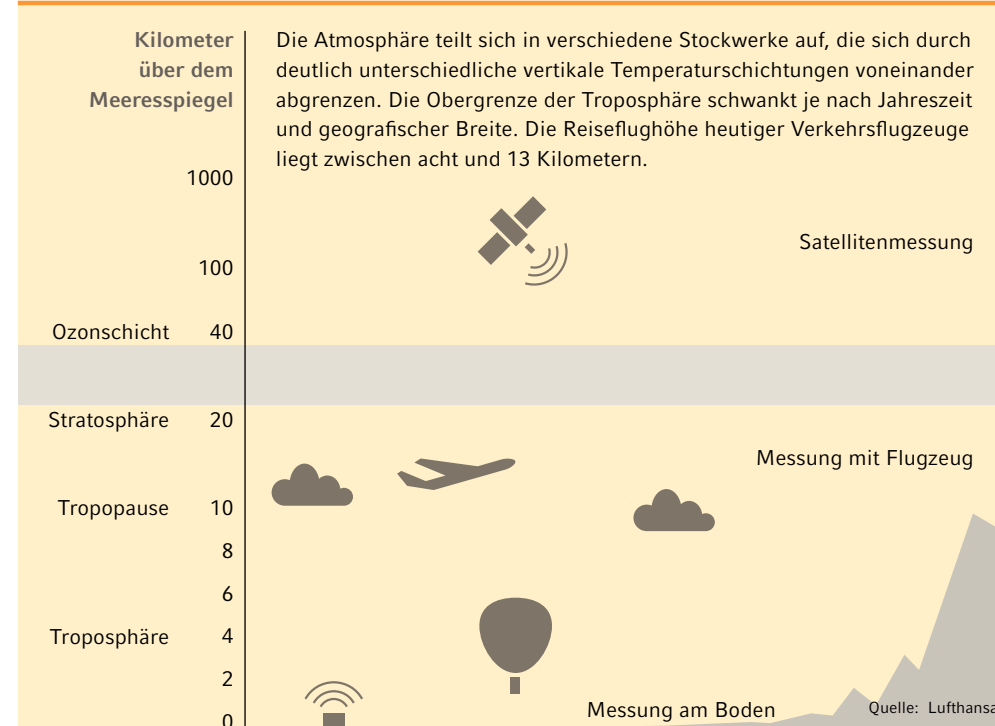 Kilometer
über dem
Meeresspiegel
Die Atmosphäre teilt sich in verschiedene Stockwerke auf, die sich durch
deutlich unterschiedliche vertikale Temperaturschichtungen voneinander
abgrenzen. Die Obergrenze der Troposphäre schwankt je nach Jahreszeit
und geografischer Breite. Die Reiseflughöhe heutiger Verkehrsflugzeuge
liegt zwischen acht und 13 Kilometern.
1000
Satellitenmessung
100
Ozonschicht 40
Stratosphäre 20
Messung mit Flugzeug
Tropopause 10
8
6
Troposphäre 4
2
Messung am Boden
Quelle: Lufthansa
0